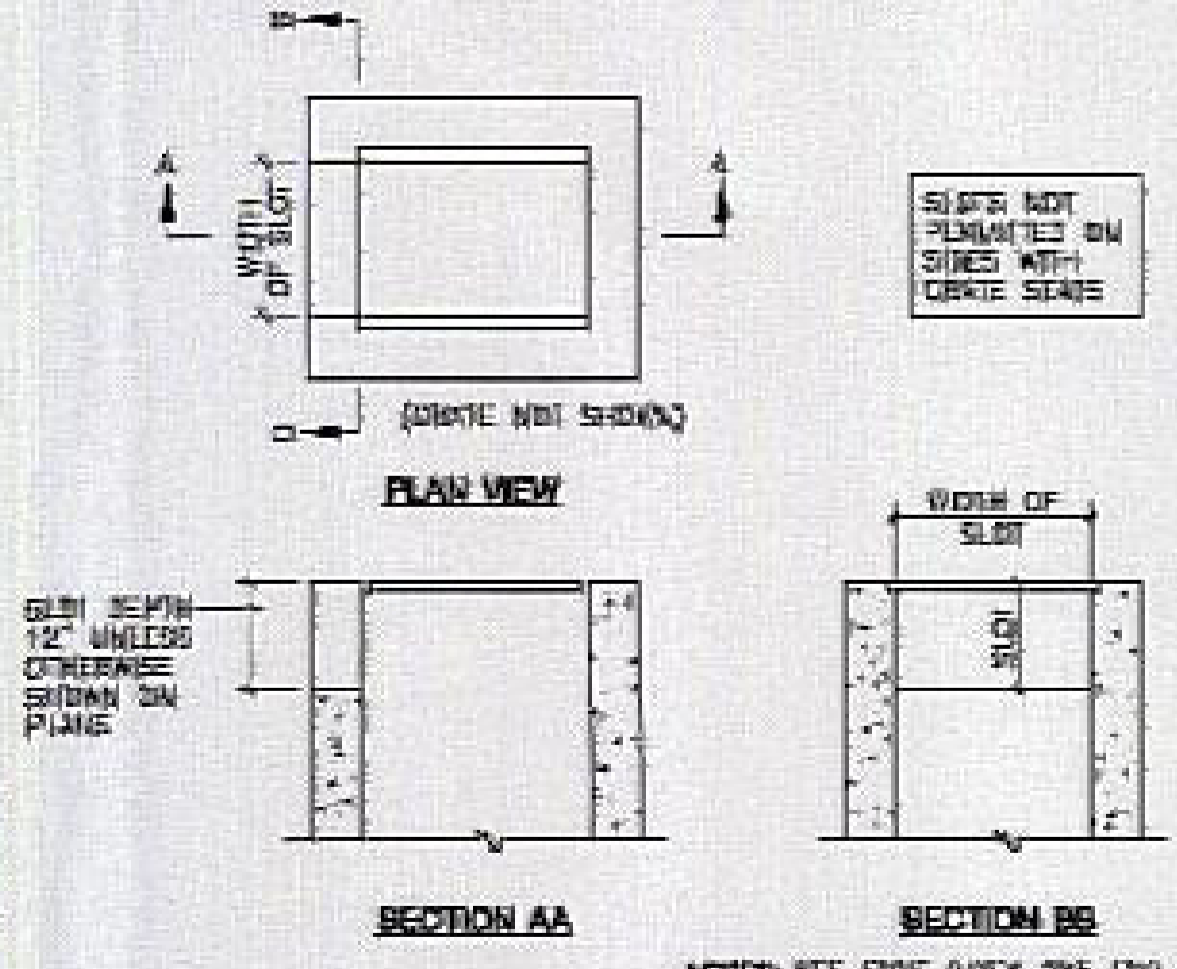 B
A
A
WIDTH
OF SLOT
SLOTS NOT
PERMITTED ON
SIDES WITH
GRATE SEATS
(GRATE NOT SHOWN)
PLAN VIEW
WIDTH OF
SLOT
SLOT DEPTH
12" UNLESS
OTHERWISE
SHOWN ON
PLANS
SLOT
SECTION AA
SECTION BB